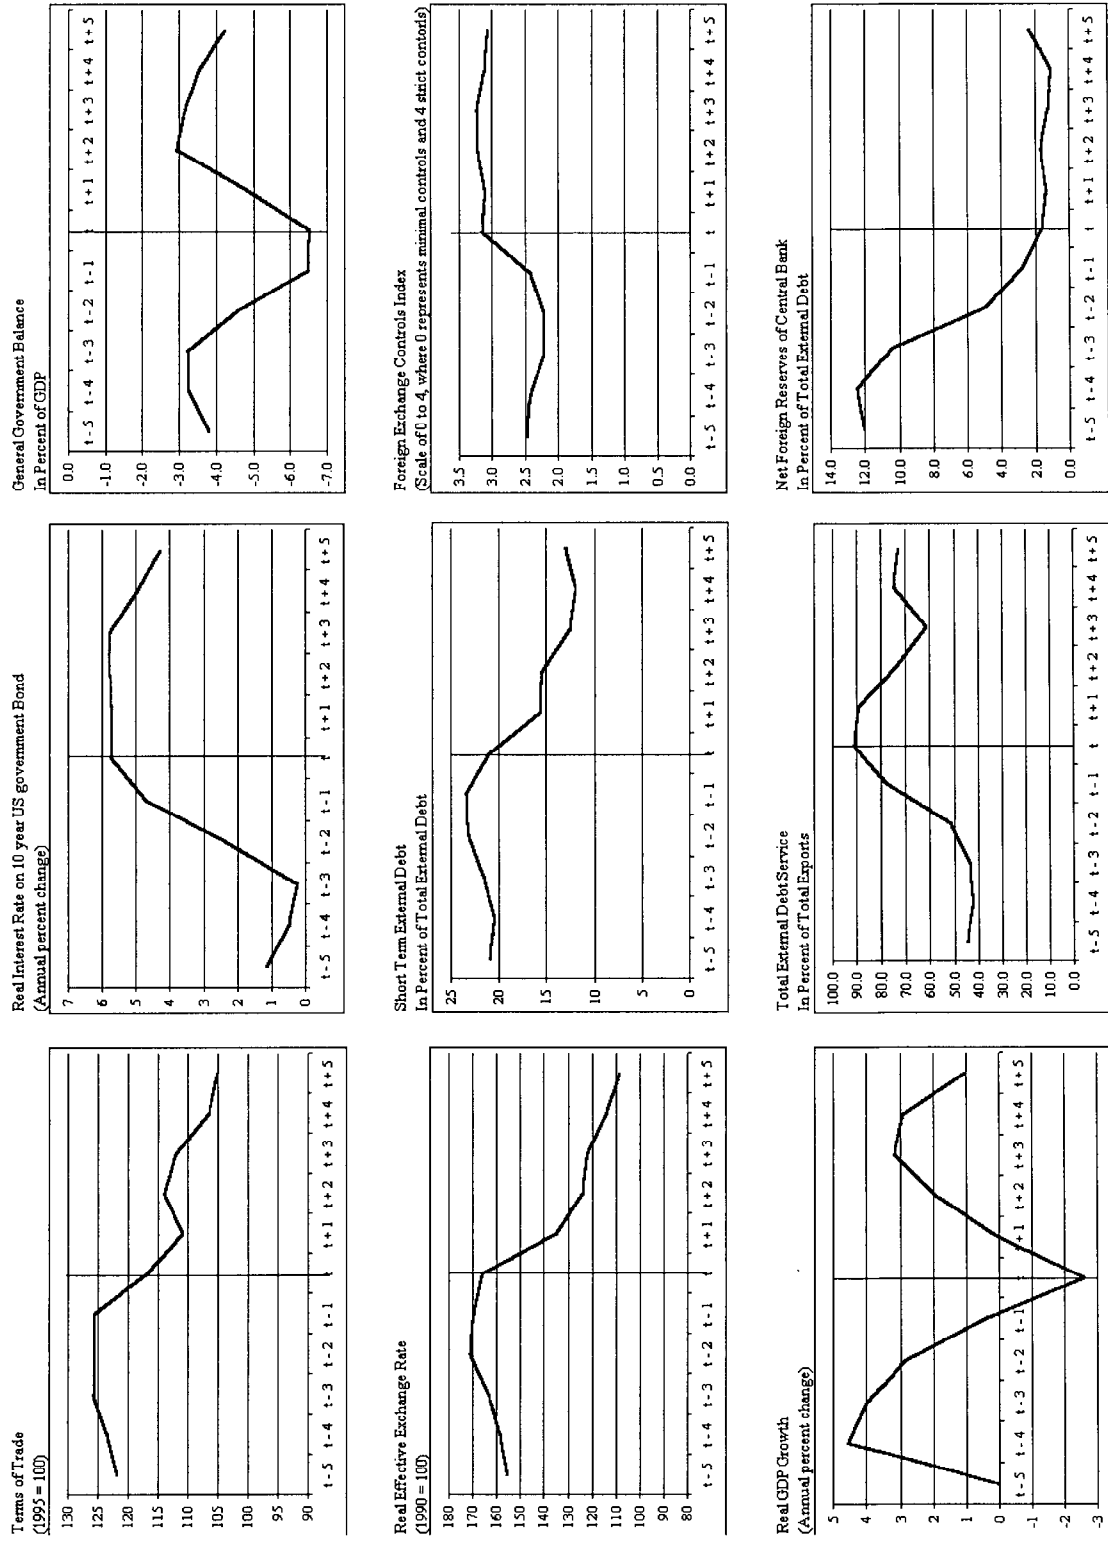 Terms of Trade
(1995 = 100)
130
125
120
115
110
105
100
95
90
t-5 t-4 t-3 t-2 t-1 t t+1 t+2 t+3 t+4 t+5
Real Interest Rate on 10 year US government Bond
(Annual percent change)
7
6
5
4
3
2
1
0
t-5 t-4 t-3 t-2 t-1 t t+1 t+2 t+3 t+4 t+5
General Government Balance
In Percent of GDP
0.0
t-5 t-4 t-3 t-2 t-1 t t+1 t+2 t+3 t+4 t+5
-1.0
-2.0
-3.0
-4.0
-5.0
-6.0
-7.0
Real Effective Exchange Rate
(1990 = 100)
180
170
160
150
140
130
120
110
100
90
80
t-5 t-4 t-3 t-2 t-1 t t+1 t+2 t+3 t+4 t+5
Short Term External Debt
In Percent of Total External Debt
25
20
15
10
5
0
t-5 t-4 t-3 t-2 t-1 t t+1 t+2 t+3 t+4 t+5
Foreign Exchange Controls Index
(Scale of 0 to 4, where 0 represents minimal controls and 4 strict contorls)
3.5
3.0
2.5
2.0
1.5
1.0
0.5
0.0
t-5 t-4 t-3 t-2 t-1 t t+1 t+2 t+3 t+4 t+5
Real GDP Growth
(Annual percent change)
5
4
3
2
1
0
t-5 t-4 t-3 t-2 t-1 +1 t+2 t+3 t+4 t+5
-1
-2
-3
Total External Debt Service
In Percent of Total Exports
100.0
90.0
80.0
70.0
60.0
50.0
40.0
30.0
20.0
10.0
0.0
t-5 t-4 t-3 t-2 t-1 t t+1 t+2 t+3 t+4 t+5
Net Foreign Reserves of Central Bank
In Percent of Total External Debt
14.0
12.0
10.0
8.0
6.0
4.0
2.0
0.0
t-5 t-4 t-3 t-2 t-1 t t+1 t+2 t+3 t+4 t+5